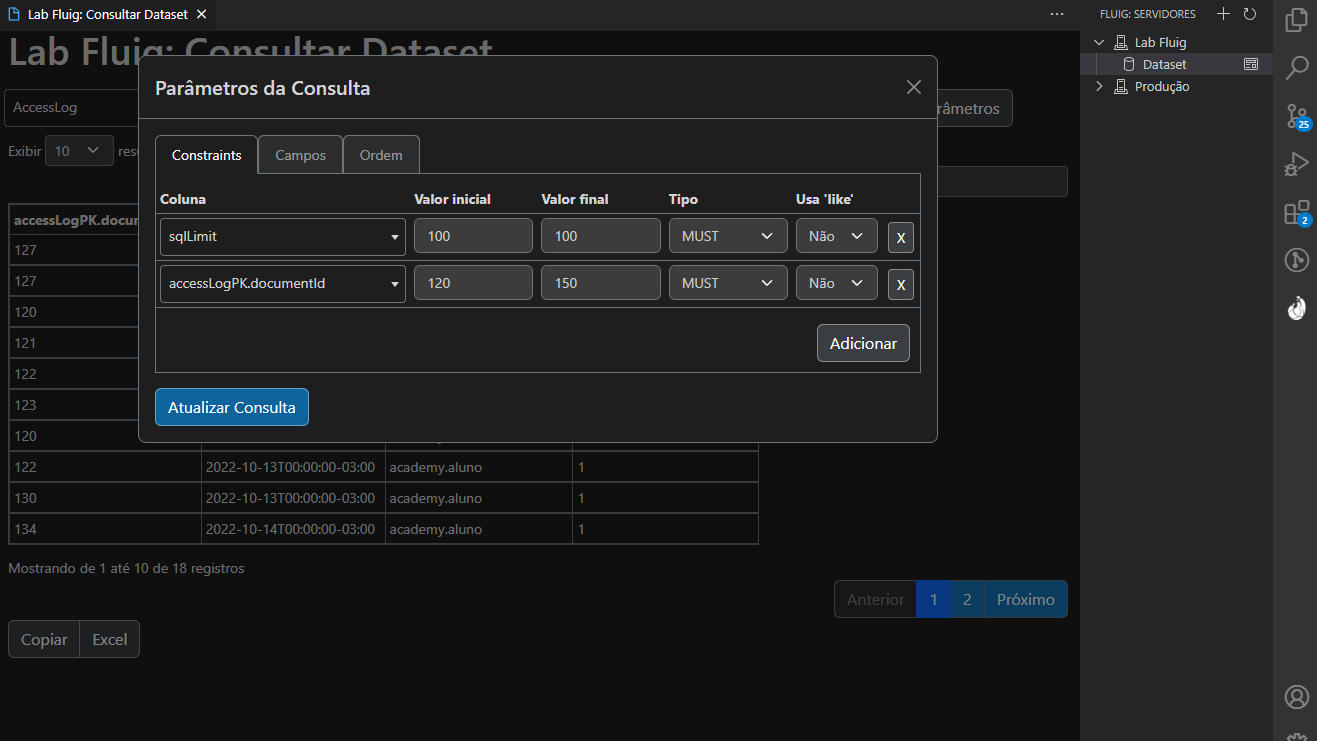 Lab Fluig: Consultar Dataset
FLUIG: SERVIDORES
Lab Fluig
Dataset
Produção
25
2
Lab Fluig: Consultar Dataset
AccessLog
râmetros
Exibir 10 resu
Parâmetros da Consulta
Constraints Campos Ordem
Coluna Valor inicial Valor final Tipo Usa 'like'
sqlLimit 100 100 MUST Não X
accessLogPK.documentId 120 150 MUST Não X
Adicionar
Atualizar Consulta
accessLogPK.docum
127
127
120
121
122
123
120
122 2022-10-13T00:00:00-03:00 academy.aluno 1
130 2022-10-13T00:00:00-03:00 academy.aluno 1
134 2022-10-14T00:00:00-03:00 academy.aluno 1
Mostrando de 1 até 10 de 18 registros
Anterior 1 2 Próximo
Copiar Excel